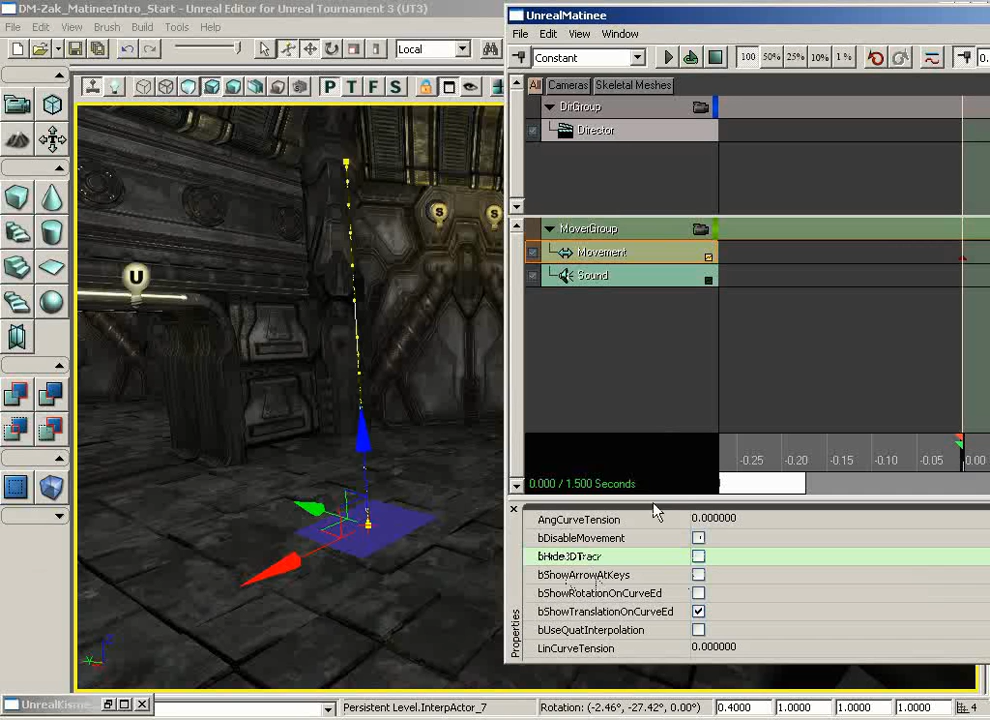 DM-Zak_MatineeIntro_Start - Unreal Editor for Unreal Tournament 3 (UT3)
File Edit View Brush Build Tools Help
Local
P T F S
U
S
S
UnrealMatinee
File Edit View Window
Constant
100 50% 25% 10% 1 %
0.
All Cameras Skeletal Meshes
DirGroup
Director
MoverGroup
Movement
Sound
-0.25 -0.20 -0.15 -0.10 -0.05 0.00
0.000 / 1.500 Seconds
Properties
AngCurveTension 0.000000
bDisableMovement
bShowArrowAtKeys
bShowRotationOnCurveEd
bShowTranslationOnCurveEd
bUseQuatInterpolation
LinCurveTension 0.000000
UnrealKism
Persistent Level.InterpActor_7
Rotation: (-2.46°, -27.42°, 0.00°)
0.4000 1.0000 1.0000 1.0000 4